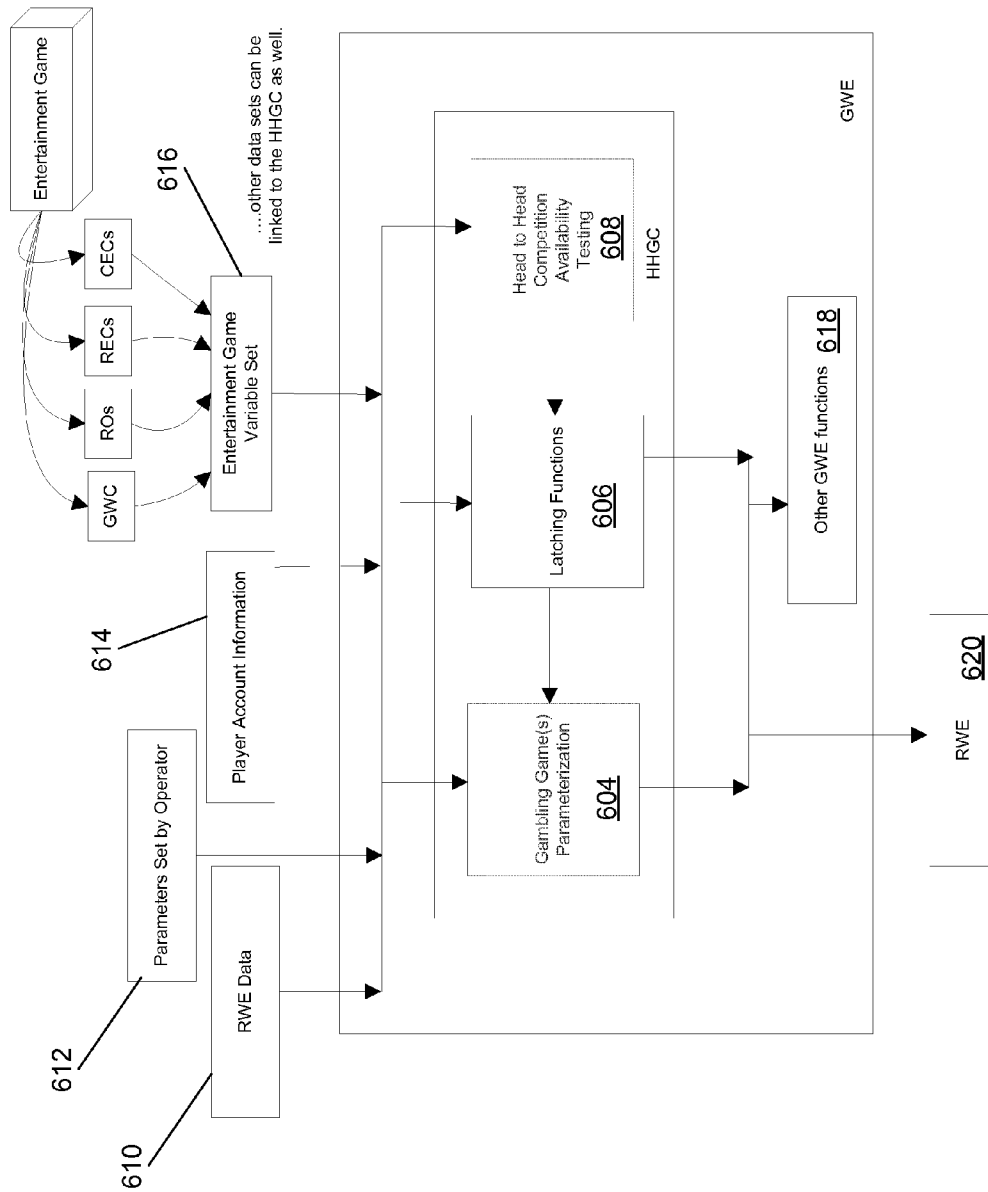 Entertainment Game
CECs
RECs
ROs
GWC
616
Entertainment Game
Variable Set
....other data sets can be
linked to the HHGC as well.
614
Player Account Information
612
Parameters Set by Operator
610
RWE Data
Head to Head
Competition
Availability
Testing
608
HHGC
Latching Functions
606
Gambling Game(s)
Parameterization
604
GWE
Other GWE functions
618
RWE
620